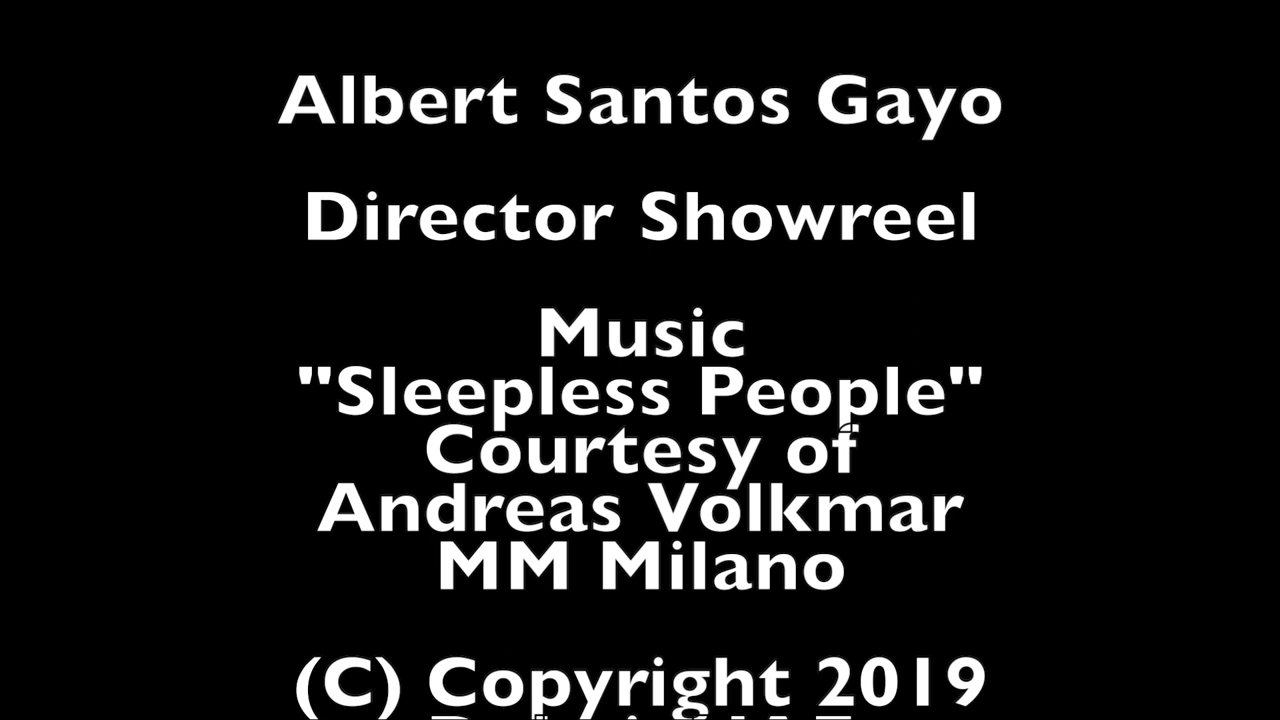 Albert Santos Gayo
Director Showreel
Music
"Sleepless People"
Courtesy of
Andreas Volkmar
MM Milano
(C) Copyright 2019